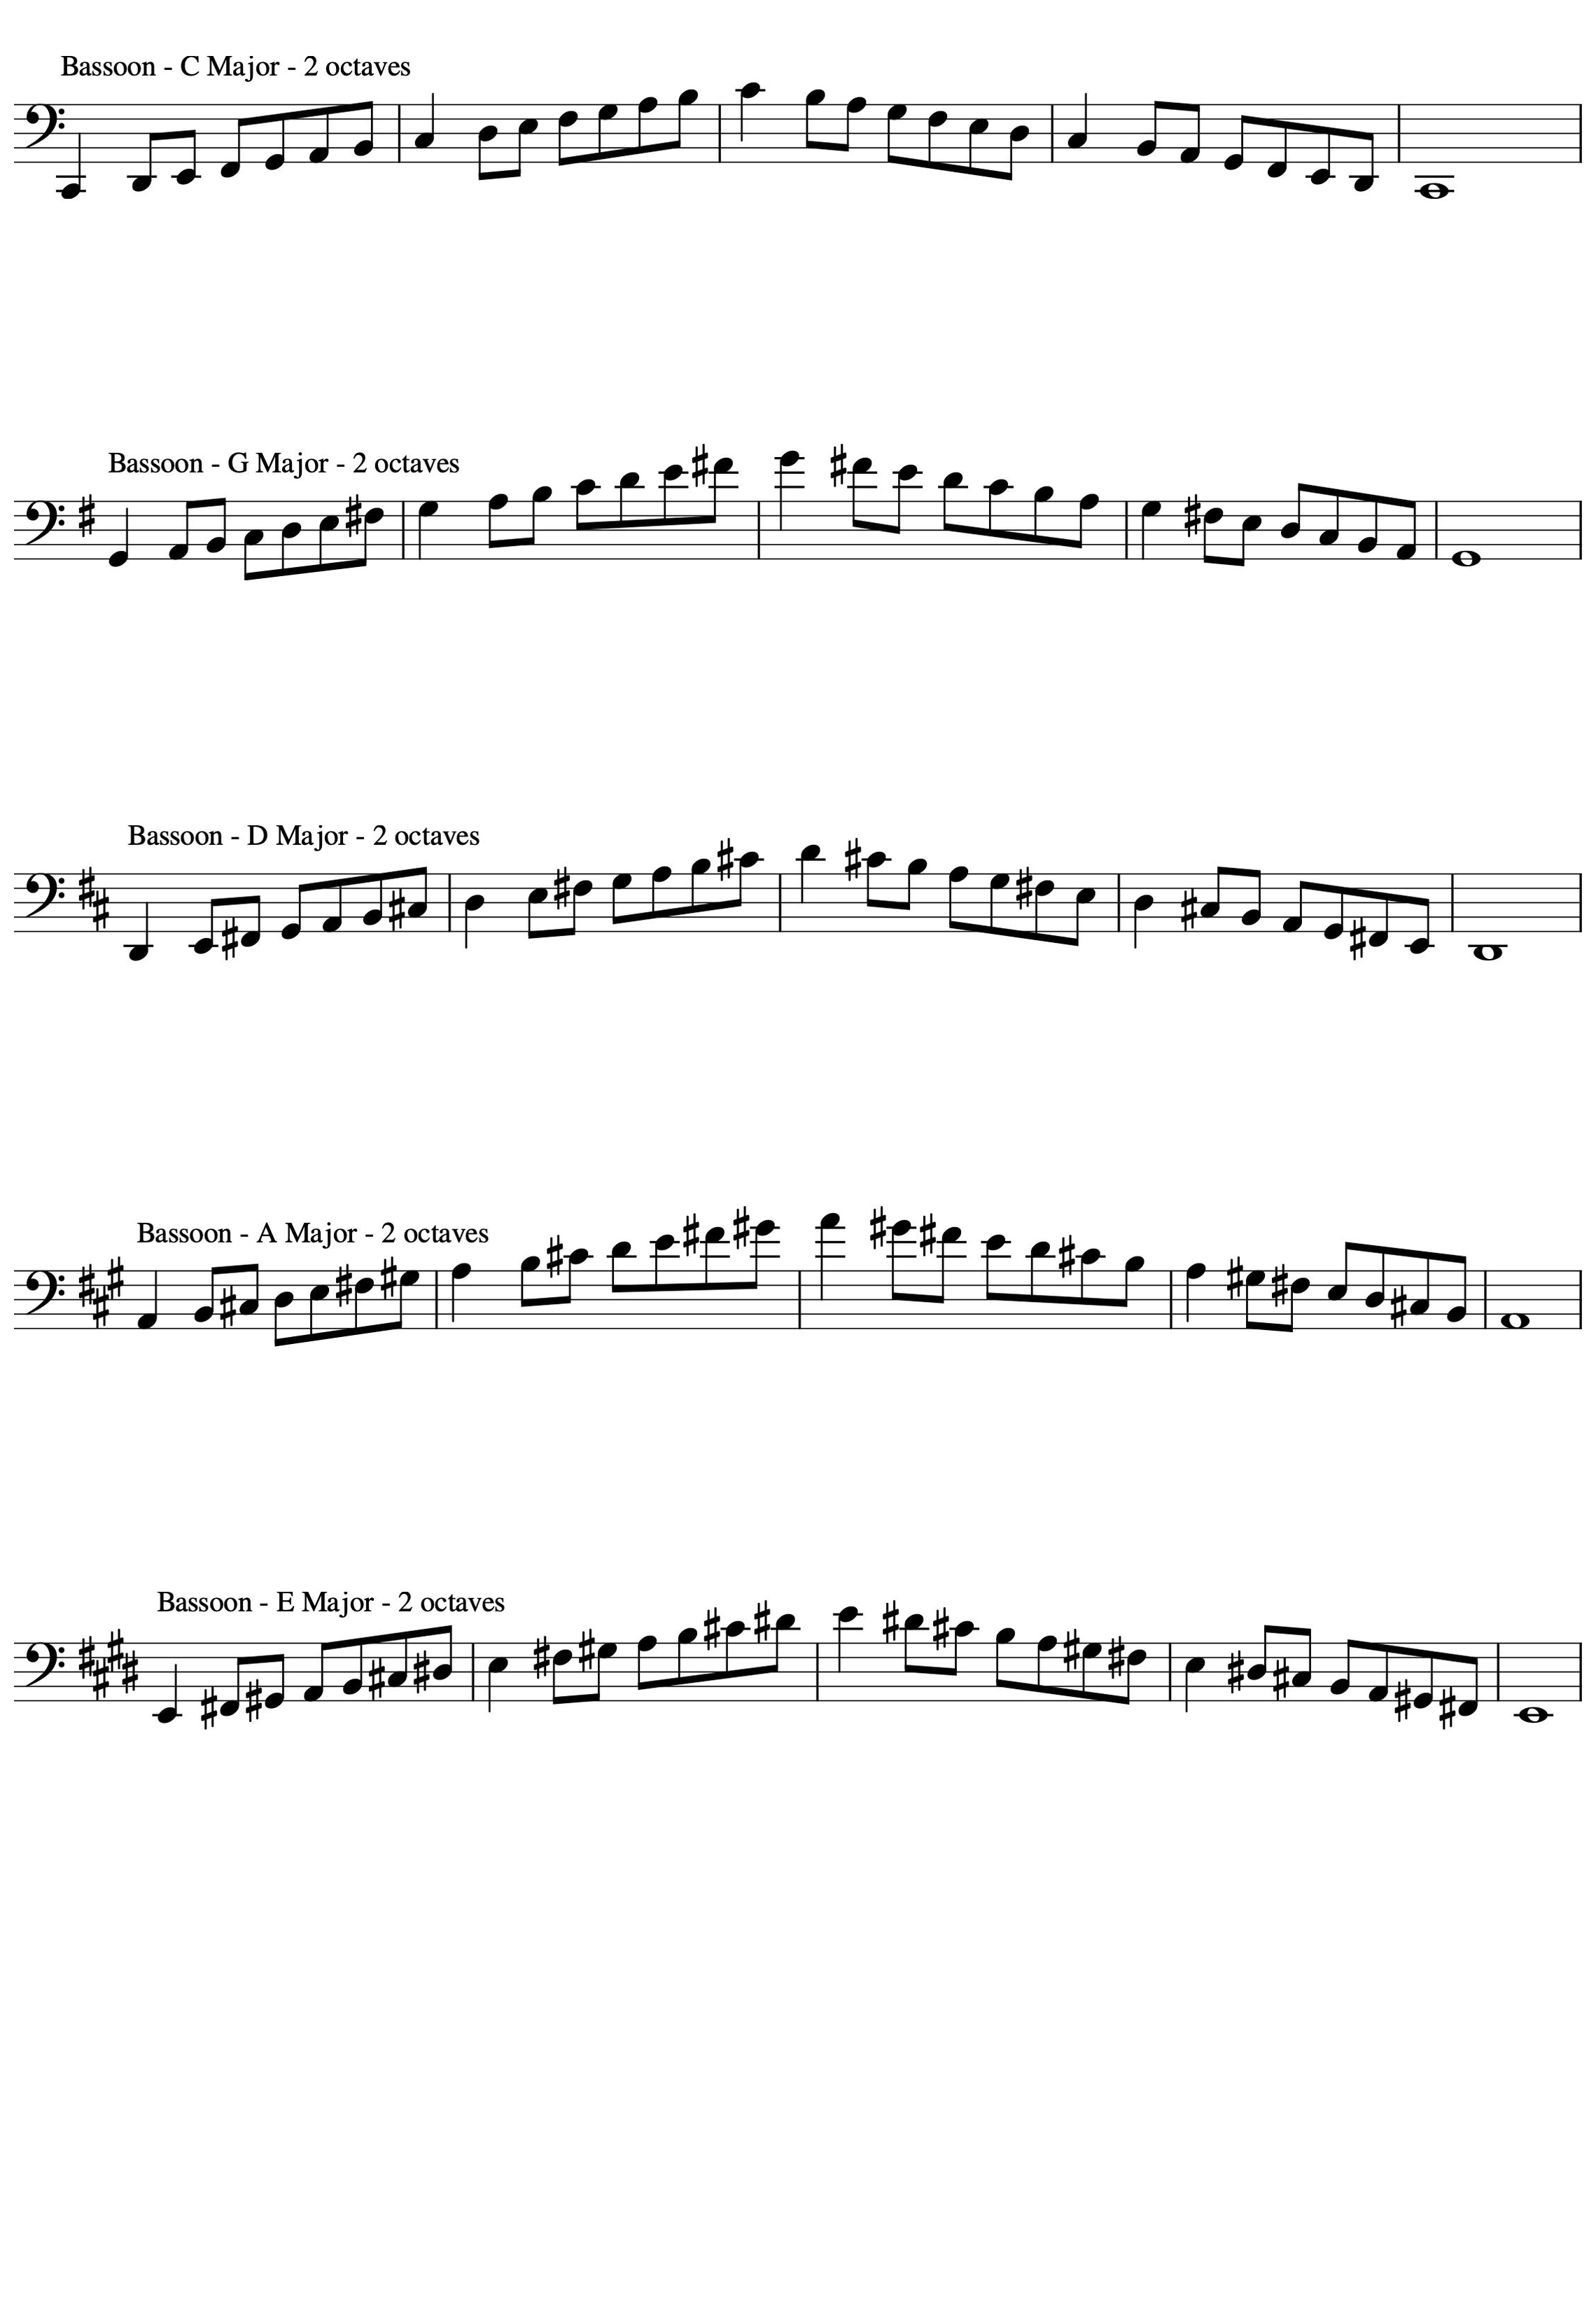 Bassoon - C Major - 2 octaves
Bassoon - G Major - 2 octaves
Bassoon - D Major - 2 octaves
Bassoon - A Major - 2 octaves
Bassoon - E Major - 2 octaves